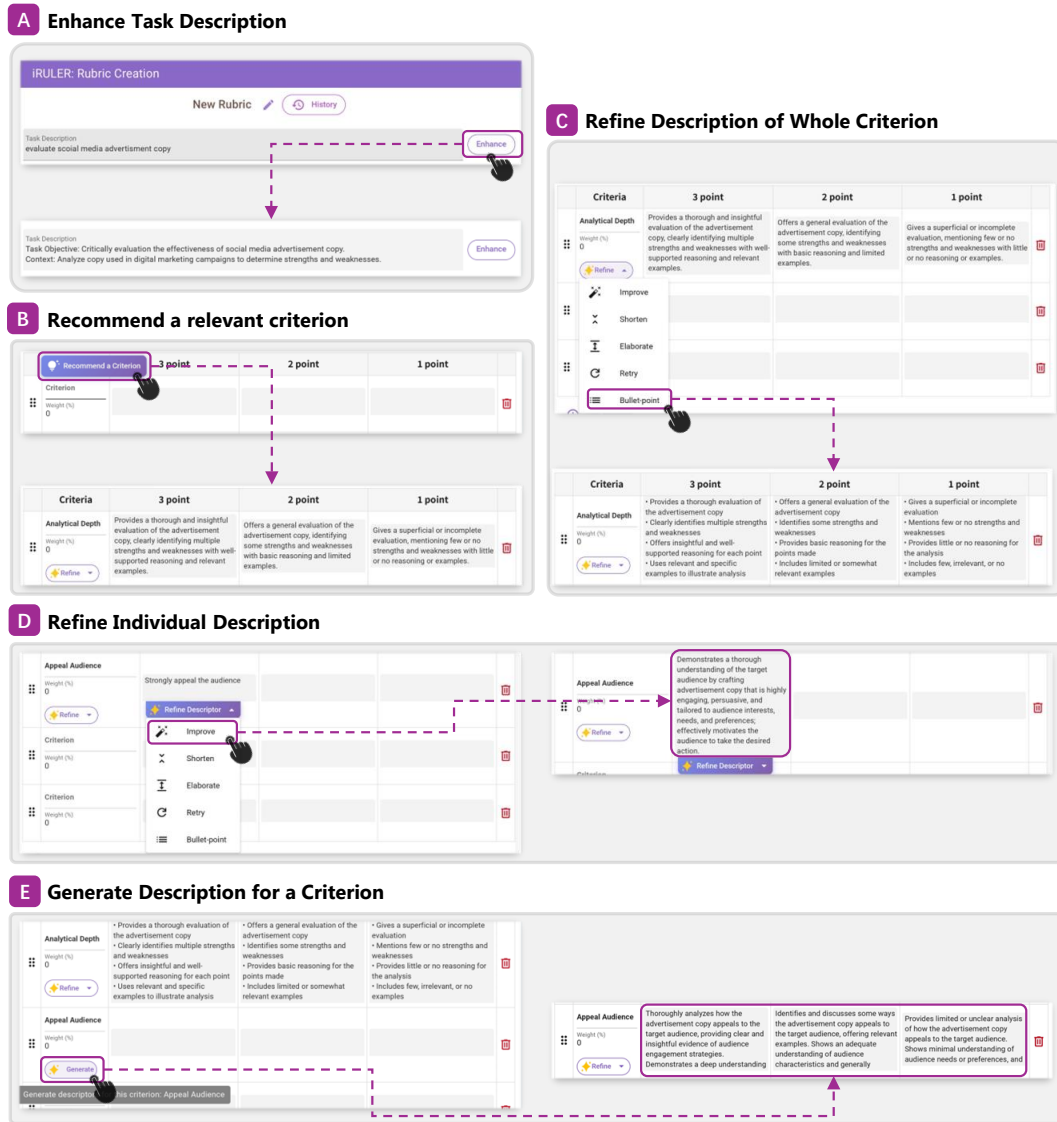 A Enhance Task Description
iRULER: Rubric Creation
New Rubric
History
Task Description
evaluate scoial media advertisment copy
Enhance
Task Description
Task Objective: Critically evaluation the effectiveness of social media advertisement copy.
Context: Analyze copy used in digital marketing campaigns to determine strengths and weaknesses.
Enhance
B Recommend a relevant criterion
Recommend a Criterion
3 point
2 point
1 point
Criterion
Weight (%)
0
Criteria
3 point
2 point
1 point
Analytical Depth
Weight (%)
0
Refine
Provides a thorough and insightful
evaluation of the advertisement
copy, clearly identifying multiple
strengths and weaknesses with well-
supported reasoning and relevant
examples.
Offers a general evaluation of the
advertisement copy, identifying
some strengths and weaknesses
with basic reasoning and limited
examples.
Gives a superficial or incomplete
evaluation, mentioning few or no
strengths and weaknesses with little
or no reasoning or examples.
C Refine Description of Whole Criterion
Criteria
3 point
2 point
1 point
Analytical Depth
Weight (%)
0
Refine
Provides a thorough and insightful
evaluation of the advertisement
copy, clearly identifying multiple
strengths and weaknesses with well-
supported reasoning and relevant
examples.
Offers a general evaluation of the
advertisement copy, identifying
some strengths and weaknesses
with basic reasoning and limited
examples.
Gives a superficial or incomplete
evaluation, mentioning few or no
strengths and weaknesses with little
or no reasoning or examples.
Improve
Shorten
Elaborate
Retry
Bullet-point
Criteria
3 point
2 point
1 point
Analytical Depth
Weight (%)
0
Refine
• Provides a thorough evaluation of
the advertisement copy
• Clearly identifies multiple strengths
and weaknesses
• Offers insightful and well-
supported reasoning for each point
• Uses relevant and specific
examples to illustrate analysis
• Offers a general evaluation of the
advertisement copy
• Identifies some strengths and
weaknesses
• Provides basic reasoning for the
points made
• Includes limited or somewhat
relevant examples
• Gives a superficial or incomplete
evaluation
• Mentions few or no strengths and
weaknesses
• Provides little or no reasoning for
the analysis
• Includes few, irrelevant, or no
examples
D Refine Individual Description
Appeal Audience
Weight (%)
0
Refine
Strongly appeal the audience
Refine Descriptor
Improve
Shorten
Elaborate
Retry
Bullet-point
Criterion
Weight (%)
0
Criterion
Weight (%)
0
Appeal Audience
0
Refine
Demonstrates a thorough
understanding of the target
audience by crafting
advertisement copy that is highly
engaging, persuasive, and
tailored to audience interests,
needs, and preferences;
effectively motivates the
audience to take the desired
action.
Refine Descriptor
E Generate Description for a Criterion
Analytical Depth
Weight (%)
0
Refine
• Provides a thorough evaluation of
the advertisement copy
• Clearly identifies multiple strengths
and weaknesses
• Offers insightful and well-
supported reasoning for each point
• Uses relevant and specific
examples to illustrate analysis
• Offers a general evaluation of the
advertisement copy
• Identifies some strengths and
weaknesses
• Provides basic reasoning for the
points made
• Includes limited or somewhat
relevant examples
• Gives a superficial or incomplete
evaluation
• Mentions few or no strengths and
weaknesses
• Provides little or no reasoning for
the analysis
• Includes few, irrelevant, or no
examples
Appeal Audience
Weight (%)
0
Generate
Generate this criterion: Appeal Audience
Appeal Audience
Weight (%)
0
Refine
Thoroughly analyzes how the
advertisement copy appeals to the
target audience, providing clear and
insightful evidence of audience
engagement strategies.
Demonstrates a deep understanding
Identifies and discusses some ways
the advertisement copy appeals to
the target audience, offering relevant
examples. Shows an adequate
understanding of audience
characteristics and generally
Provides limited or unclear analysis
of how the advertisement copy
appeals to the target audience.
Shows minimal understanding of
audience needs or preferences, and